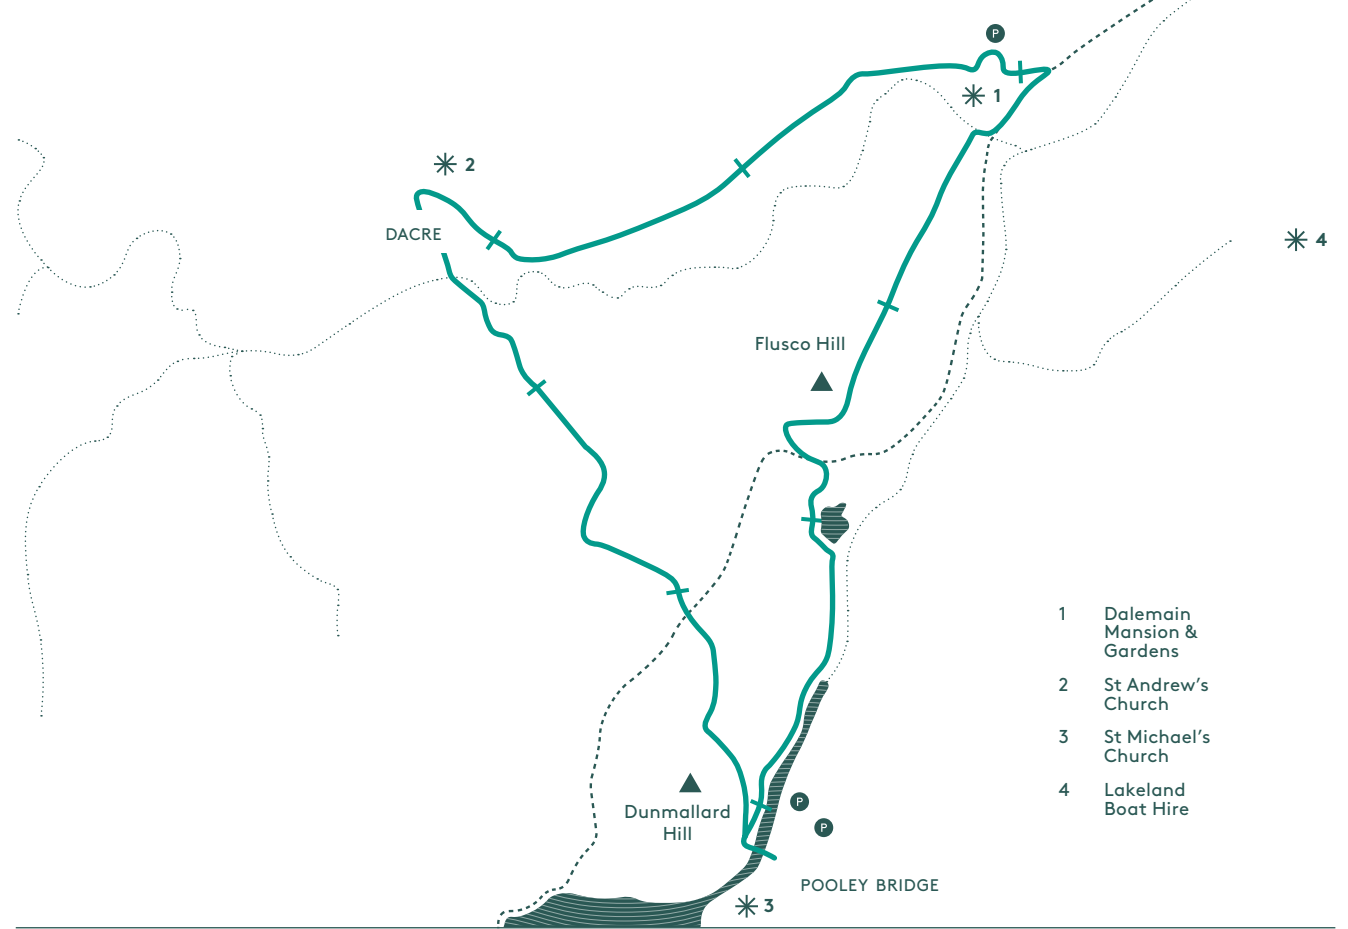 P
1
2
DACRE
4
Flusco Hill
1 Dalemain
Mansion &
Gardens
2 St Andrew's
Church
3 St Michael's
Church
4 Lakeland
Boat Hire
P
P
Dunmallard
Hill
POOLEY BRIDGE
3